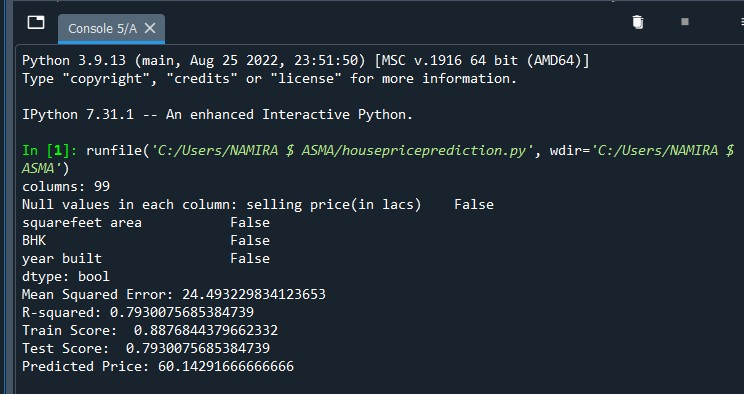 Console 5/A
Python 3.9.13 (main, Aug 25 2022, 23:51:50) [MSC v.1916 64 bit (AMD64)]
Type "copyright", "credits" or "license" for more information.
IPython 7.31.1 -- An enhanced Interactive Python.
In [1]: runfile('C:/Users/NAMIRA $ ASMA/housepriceprediction.py', wdir='C:/Users/NAMIRA $
ASMA')
columns: 99
Null values in each column: selling price(in lacs)    False
squarefeet area           False
BHK                       False
year built                False
dtype: bool
Mean Squared Error: 24.493229834123653
R-squared: 0.7930075685384739
Train Score:  0.8876844379662332
Test Score:  0.7930075685384739
Predicted Price: 60.14291666666666